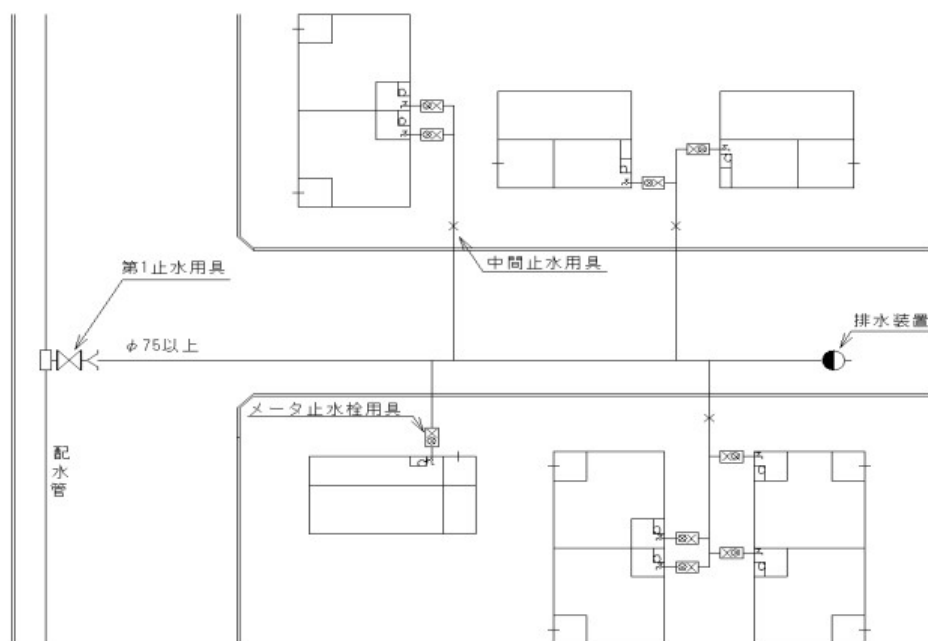 第1止水用具
中間止水用具
排水装置
φ75以上
メータ止水栓用具
配水管